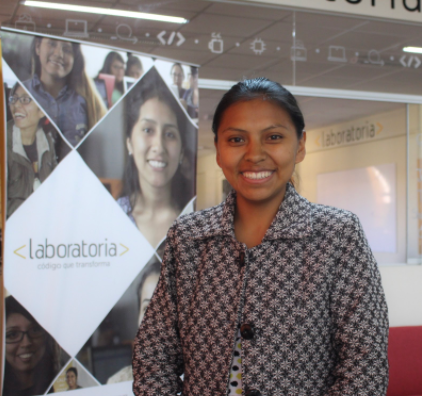 </>
</>
laboratoria
<laboratoria>
código que transforma